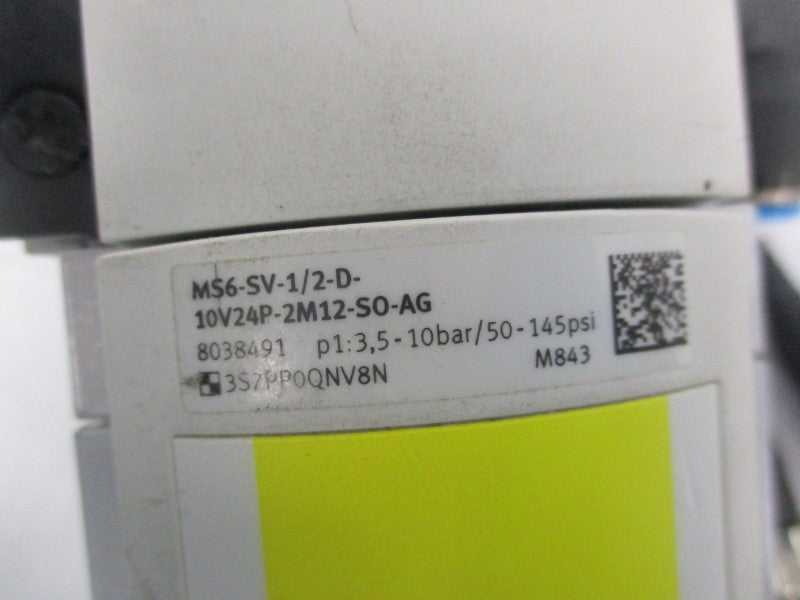 MS6-SV-1/2-D-
10V24P-2M12-SO-AG
8038491 p1:3,5-10bar/50-145psi
3S7PP0QNV8N M843